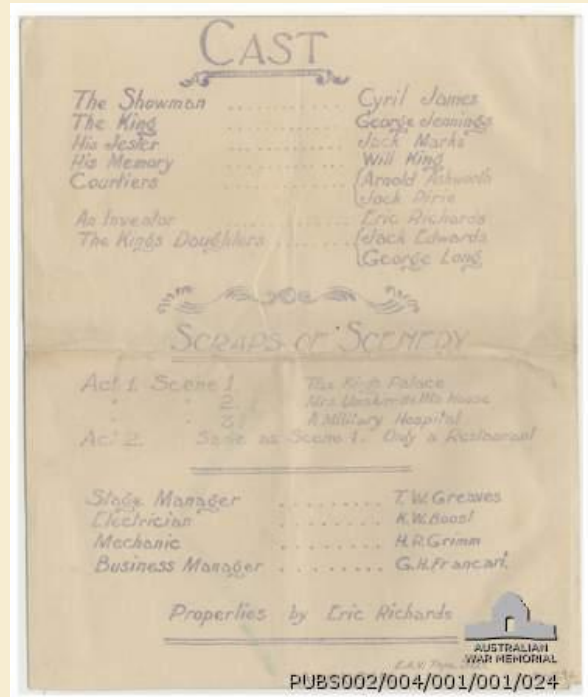 CAST
The Showman .............. Cyril James
The King .............. George Jennings
His Jester .............. Jack Marks
His Memory .............. Will King
Courtiers .............. Arnold Ashworth
Jack Pirie
An Inventor .............. Eric Richards
The Kings Daughters .............. Jack Edwards
George Long
SCRAPS OF SCENERY
Act 1. Scene 1 The Kings Palace
" " 2 Mrs House
" " 3 A Military Hospital
Act 2. Same as Scene 1. Only a Restaurant
Stage Manager ......... T.W. Greaves
Electrician ......... K.W. Boost
Mechanic ......... H.R. Grimm
Business Manager ......... G.H. Francart.
Properties by Eric Richards
AUSTRALIAN
WAR MEMORIAL
PUBS002/004/001/001/024